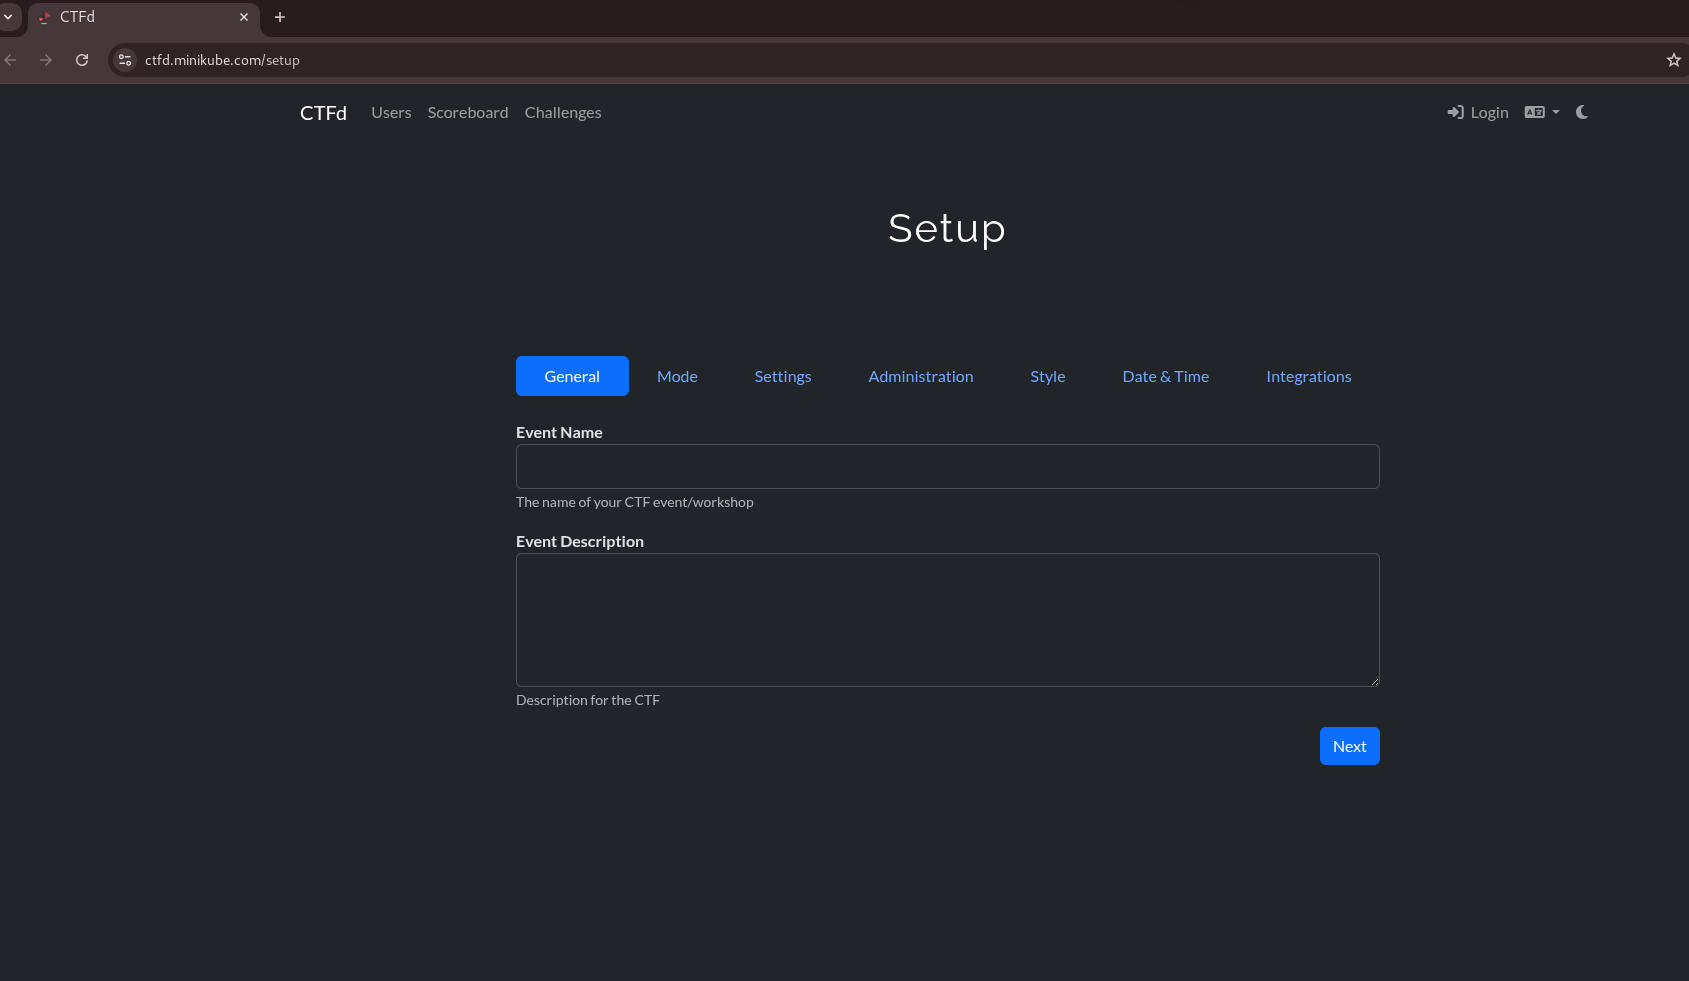 CTFd
ctfd.minikube.com/setup
CTFd Users Scoreboard Challenges Login
Setup
General Mode Settings Administration Style Date & Time Integrations
Event Name
The name of your CTF event/workshop
Event Description
Description for the CTF
Next